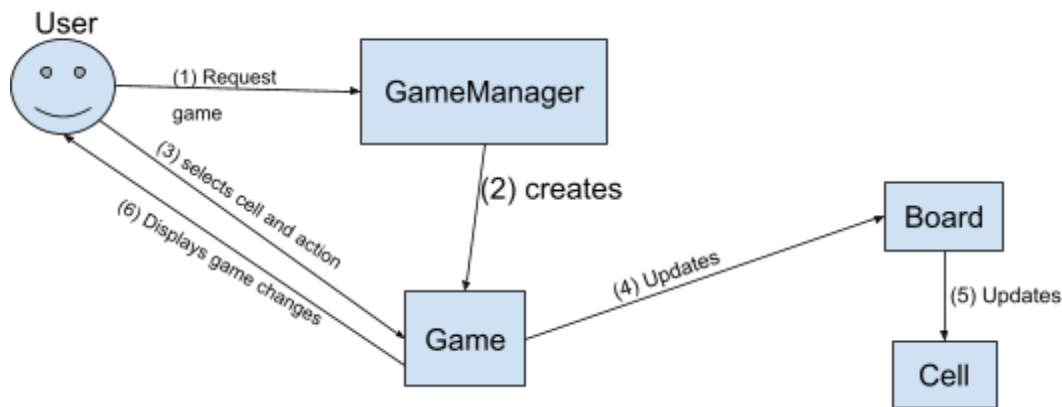 User
(1) Request
game
GameManager
(2) creates
(3) selects cell and action
(6) Displays game changes
Game
(4) Updates
Board
(5) Updates
Cell